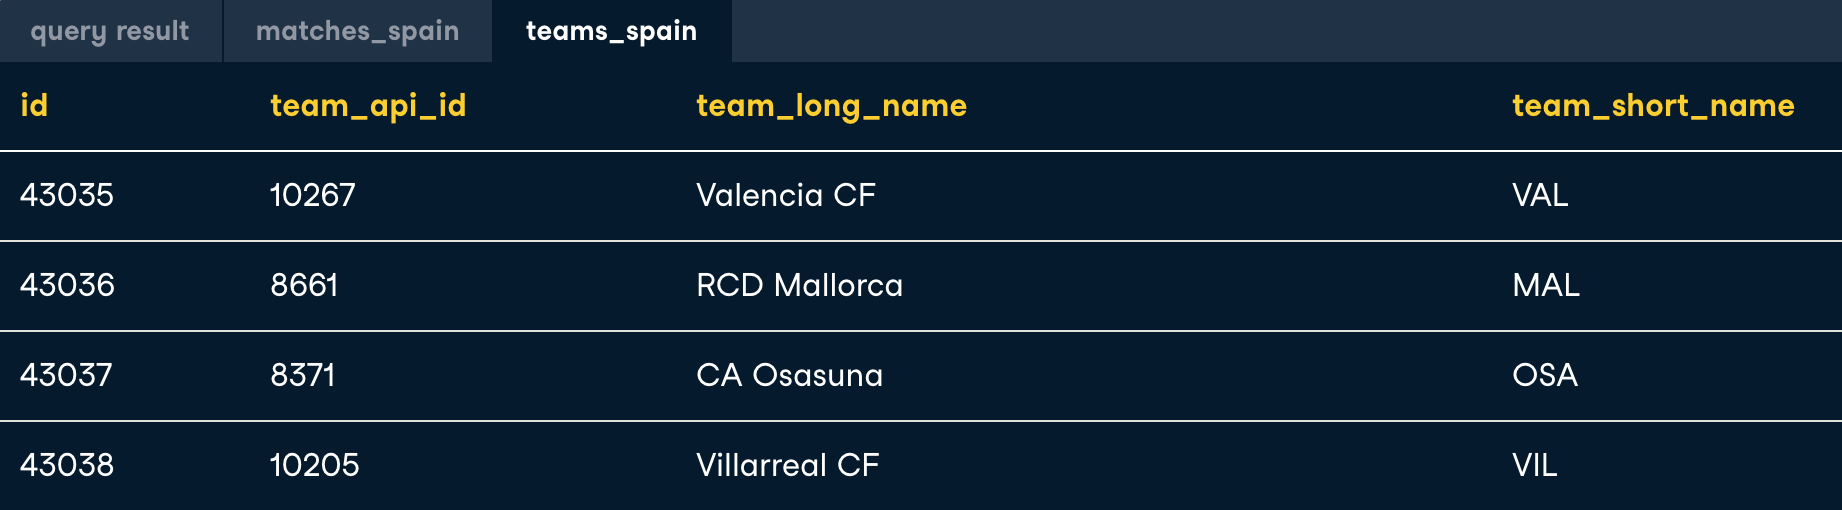 query result matches_spain teams_spain
id team_api_id team_long_name team_short_name
43035 10267 Valencia CF VAL
43036 8661 RCD Mallorca MAL
43037 8371 CA Osasuna OSA
43038 10205 Villarreal CF VIL